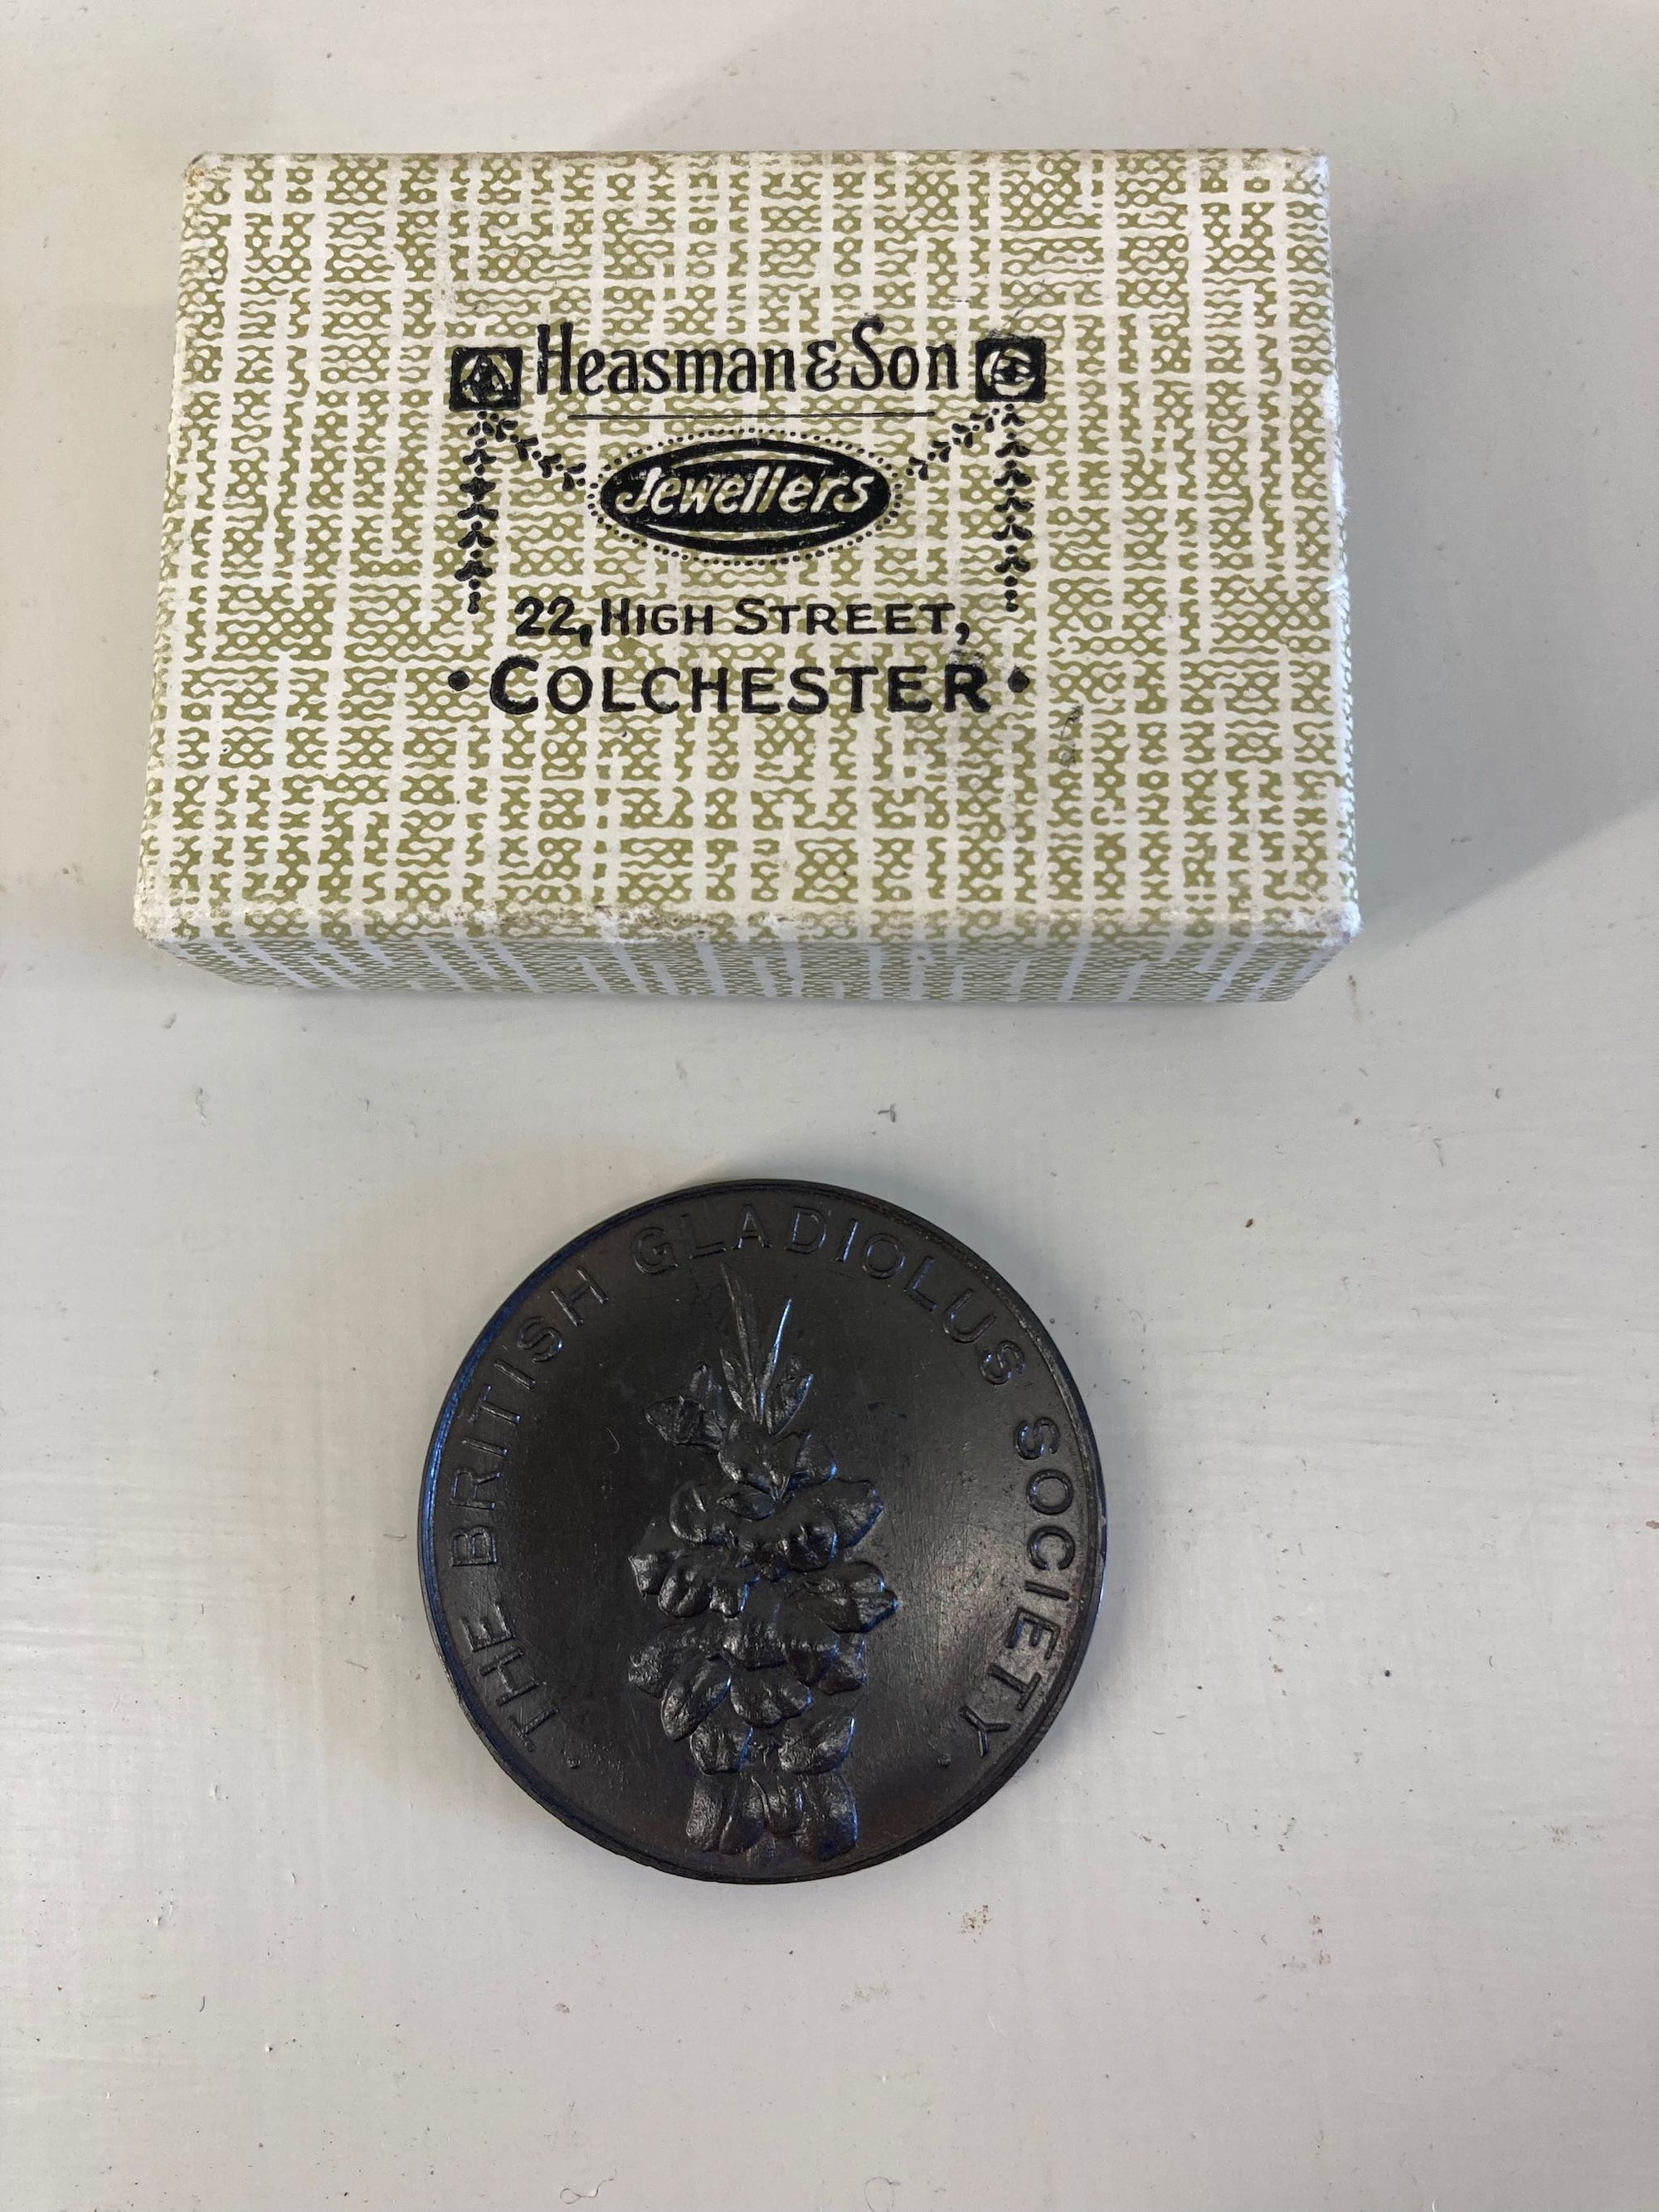 Heasman & Son
Jewellers
22, HIGH STREET,
• COLCHESTER •
· THE BRITISH GLADIOLUS SOCIETY ·